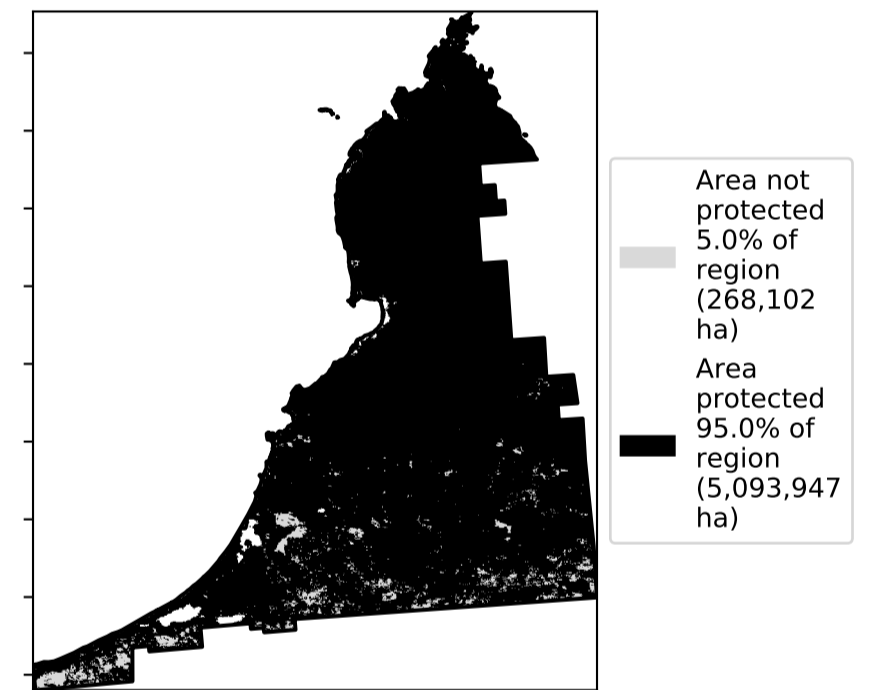 Area not
protected
5.0% of
region
(268,102
ha)
Area
protected
95.0% of
region
(5,093,947
ha)